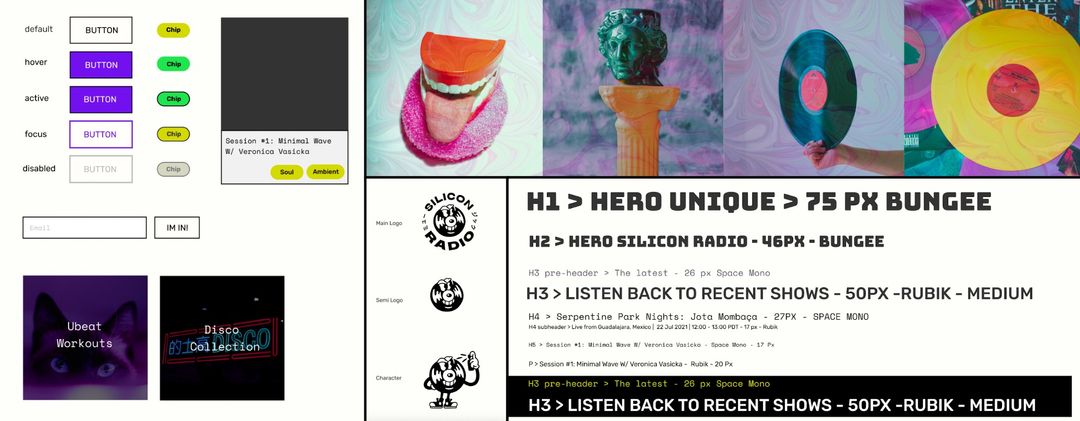 default
BUTTON
Chip
hover
BUTTON
Chip
active
BUTTON
Chip
focus
BUTTON
Chip
disabled
BUTTON
Chip
Session #1: Minimal Wave
W/ Veronica Vasicka
Soul
Ambient
Email
IM IN!
Ubeat
Workouts
的士高 DISCO
Disco
Collection
Main Logo
SILICON
RADIO
Semi Logo
Character
H1 > HERO UNIQUE > 75 PX BUNGEE
H2 > HERO SILICON RADIO - 46PX - BUNGEE
H3 pre-header > The latest - 26 px Space Mono
H3 > LISTEN BACK TO RECENT SHOWS - 50PX -RUBIK - MEDIUM
H4 > Serpentine Park Nights: Jota Mombaça - 27PX - SPACE MONO
H4 subheader > Live from Guadalajara, Mexico | 22 Jul 2021 | 12:00 - 13:00 PDT - 17 px - Rubik
H5 > Session #1: Minimal Wave W/ Veronica Vasicka - Space Mono - 17 Px
P > Session #1: Minimal Wave W/ Veronica Vasicka - Rubik - 20 Px
H3 pre-header > The latest - 26 px Space Mono
H3 > LISTEN BACK TO RECENT SHOWS - 50PX -RUBIK - MEDIUM